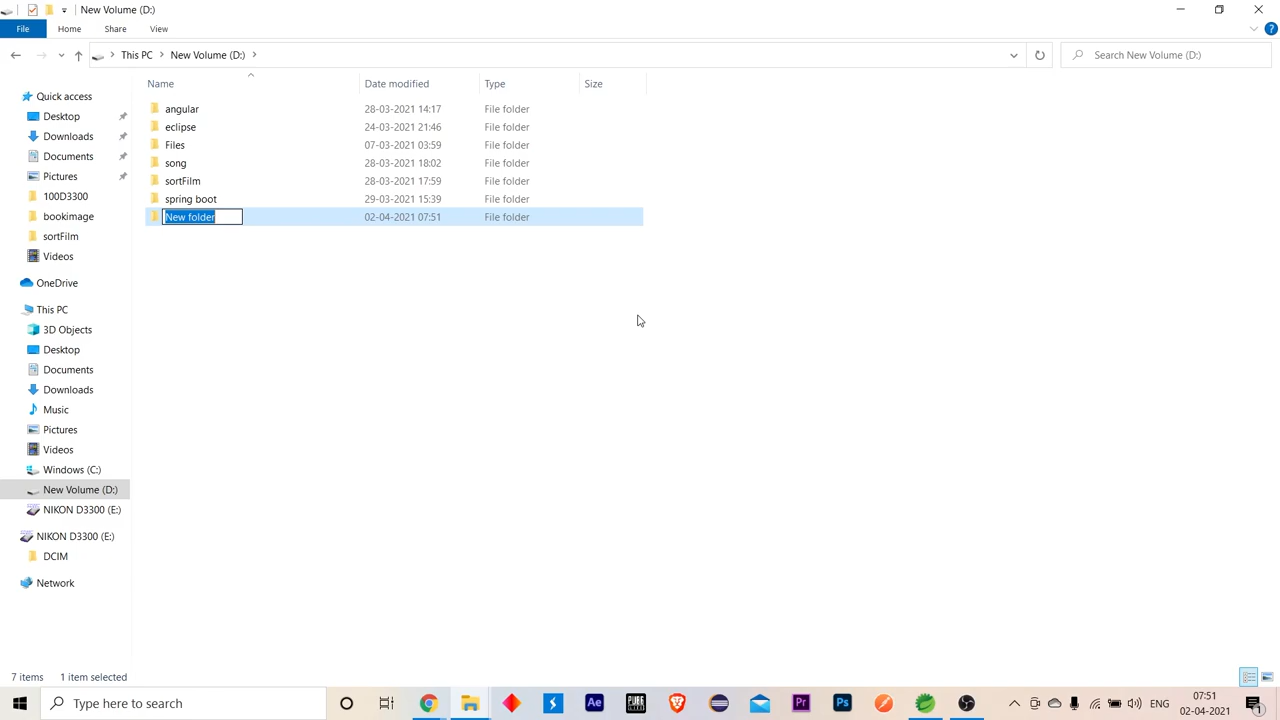 New Volume (D:)
File Home Share View
This PC New Volume (D:) Search New Volume (D:)
Name Date modified Type Size
angular 28-03-2021 14:17 File folder
eclipse 24-03-2021 21:46 File folder
Files 07-03-2021 03:59 File folder
song 28-03-2021 18:02 File folder
sortFilm 28-03-2021 17:59 File folder
spring boot 29-03-2021 15:39 File folder
New folder 02-04-2021 07:51 File folder
Quick access
Desktop
Downloads
Documents
Pictures
100D3300
bookimage
sortFilm
Videos
OneDrive
This PC
3D Objects
Desktop
Documents
Downloads
Music
Pictures
Videos
Windows (C:)
New Volume (D:)
NIKON D3300 (E:)
NIKON D3300 (E:)
DCIM
Network
7 items 1 item selected
Type here to search Ae Pr Ps ENG 07:51
02-04-2021 1